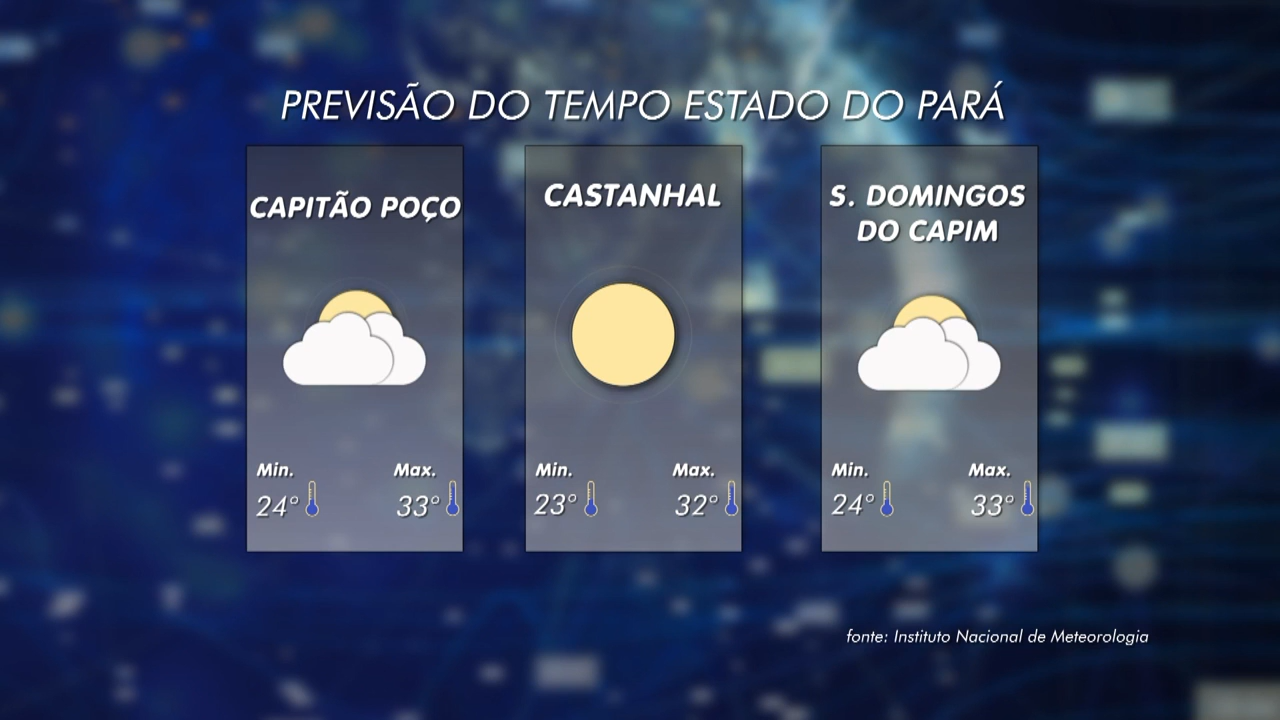 PREVISÃO DO TEMPO ESTADO DO PARÁ
CAPITÃO POÇO
Min. Max.
24° 33°
CASTANHAL
Min. Max.
23° 32°
S. DOMINGOS
DO CAPIM
Min. Max.
24° 33°
fonte: Instituto Nacional de Meteorologia